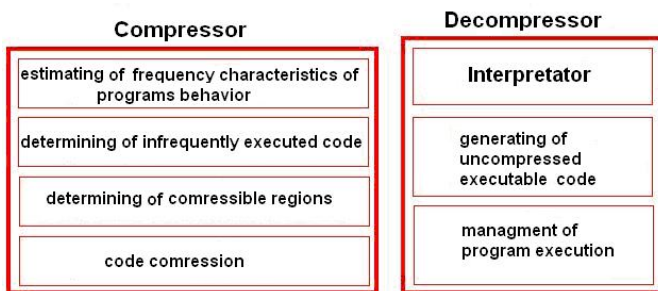 Compressor
estimating of frequency characteristics of
programs behavior
determining of infrequently executed code
determining of comressible regions
code comression
Decompressor
Interpretator
generating of
uncompressed
executable code
managment of
program execution